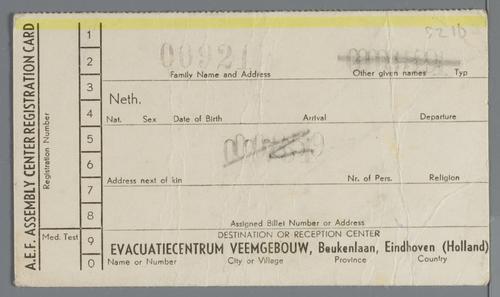 A.E.F. ASSEMBLY CENTER REGISTRATION CARD
Registration Number
Med. Test
1
2
3
4
5
6
7
8
9
0
5216
00921
Family Name and Address Other given names Typ
Neth.
Nat. Sex Date of Birth Arrival Departure
Address next of kin Nr. of Pers. Religion
Assigned Billet Number or Address
DESTINATION OR RECEPTION CENTER
EVACUATIECENTRUM VEEMGEBOUW, Beukenlaan, Eindhoven (Holland)
Name or Number City or Village Province Country